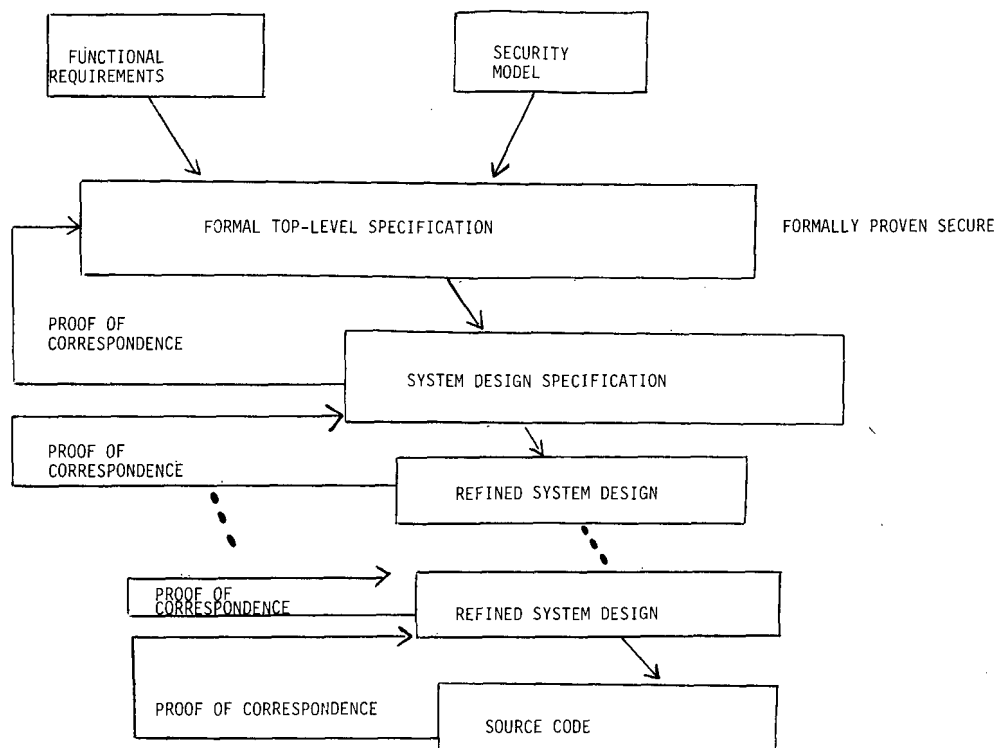 FUNCTIONAL
REQUIREMENTS
SECURITY
MODEL
FORMAL TOP-LEVEL SPECIFICATION
FORMALLY PROVEN SECURE
PROOF OF
CORRESPONDENCE
SYSTEM DESIGN SPECIFICATION
PROOF OF
CORRESPONDENCE
REFINED SYSTEM DESIGN
PROOF OF
CORRESPONDENCE
REFINED SYSTEM DESIGN
PROOF OF CORRESPONDENCE
SOURCE CODE